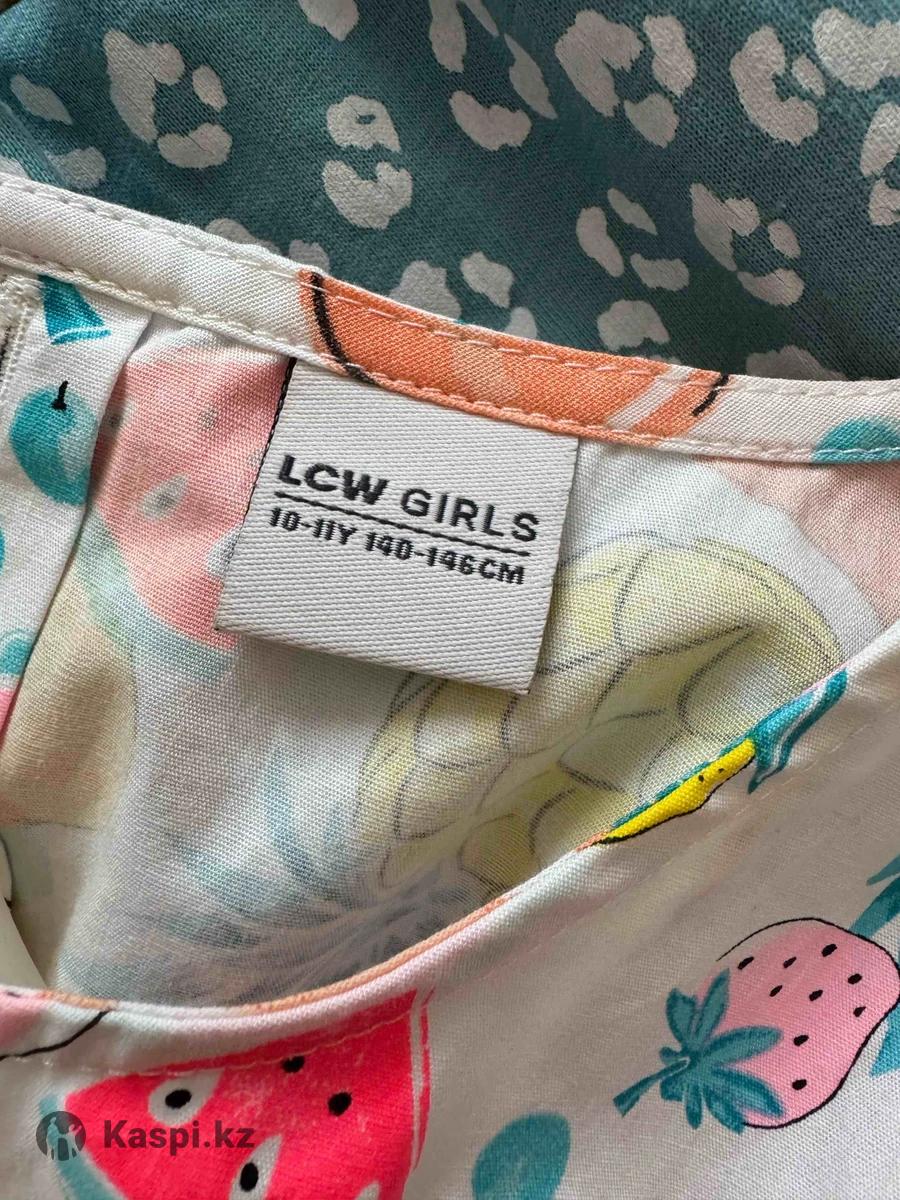 LCW GIRLS
10-11Y 140-146CM
Kaspi.kz